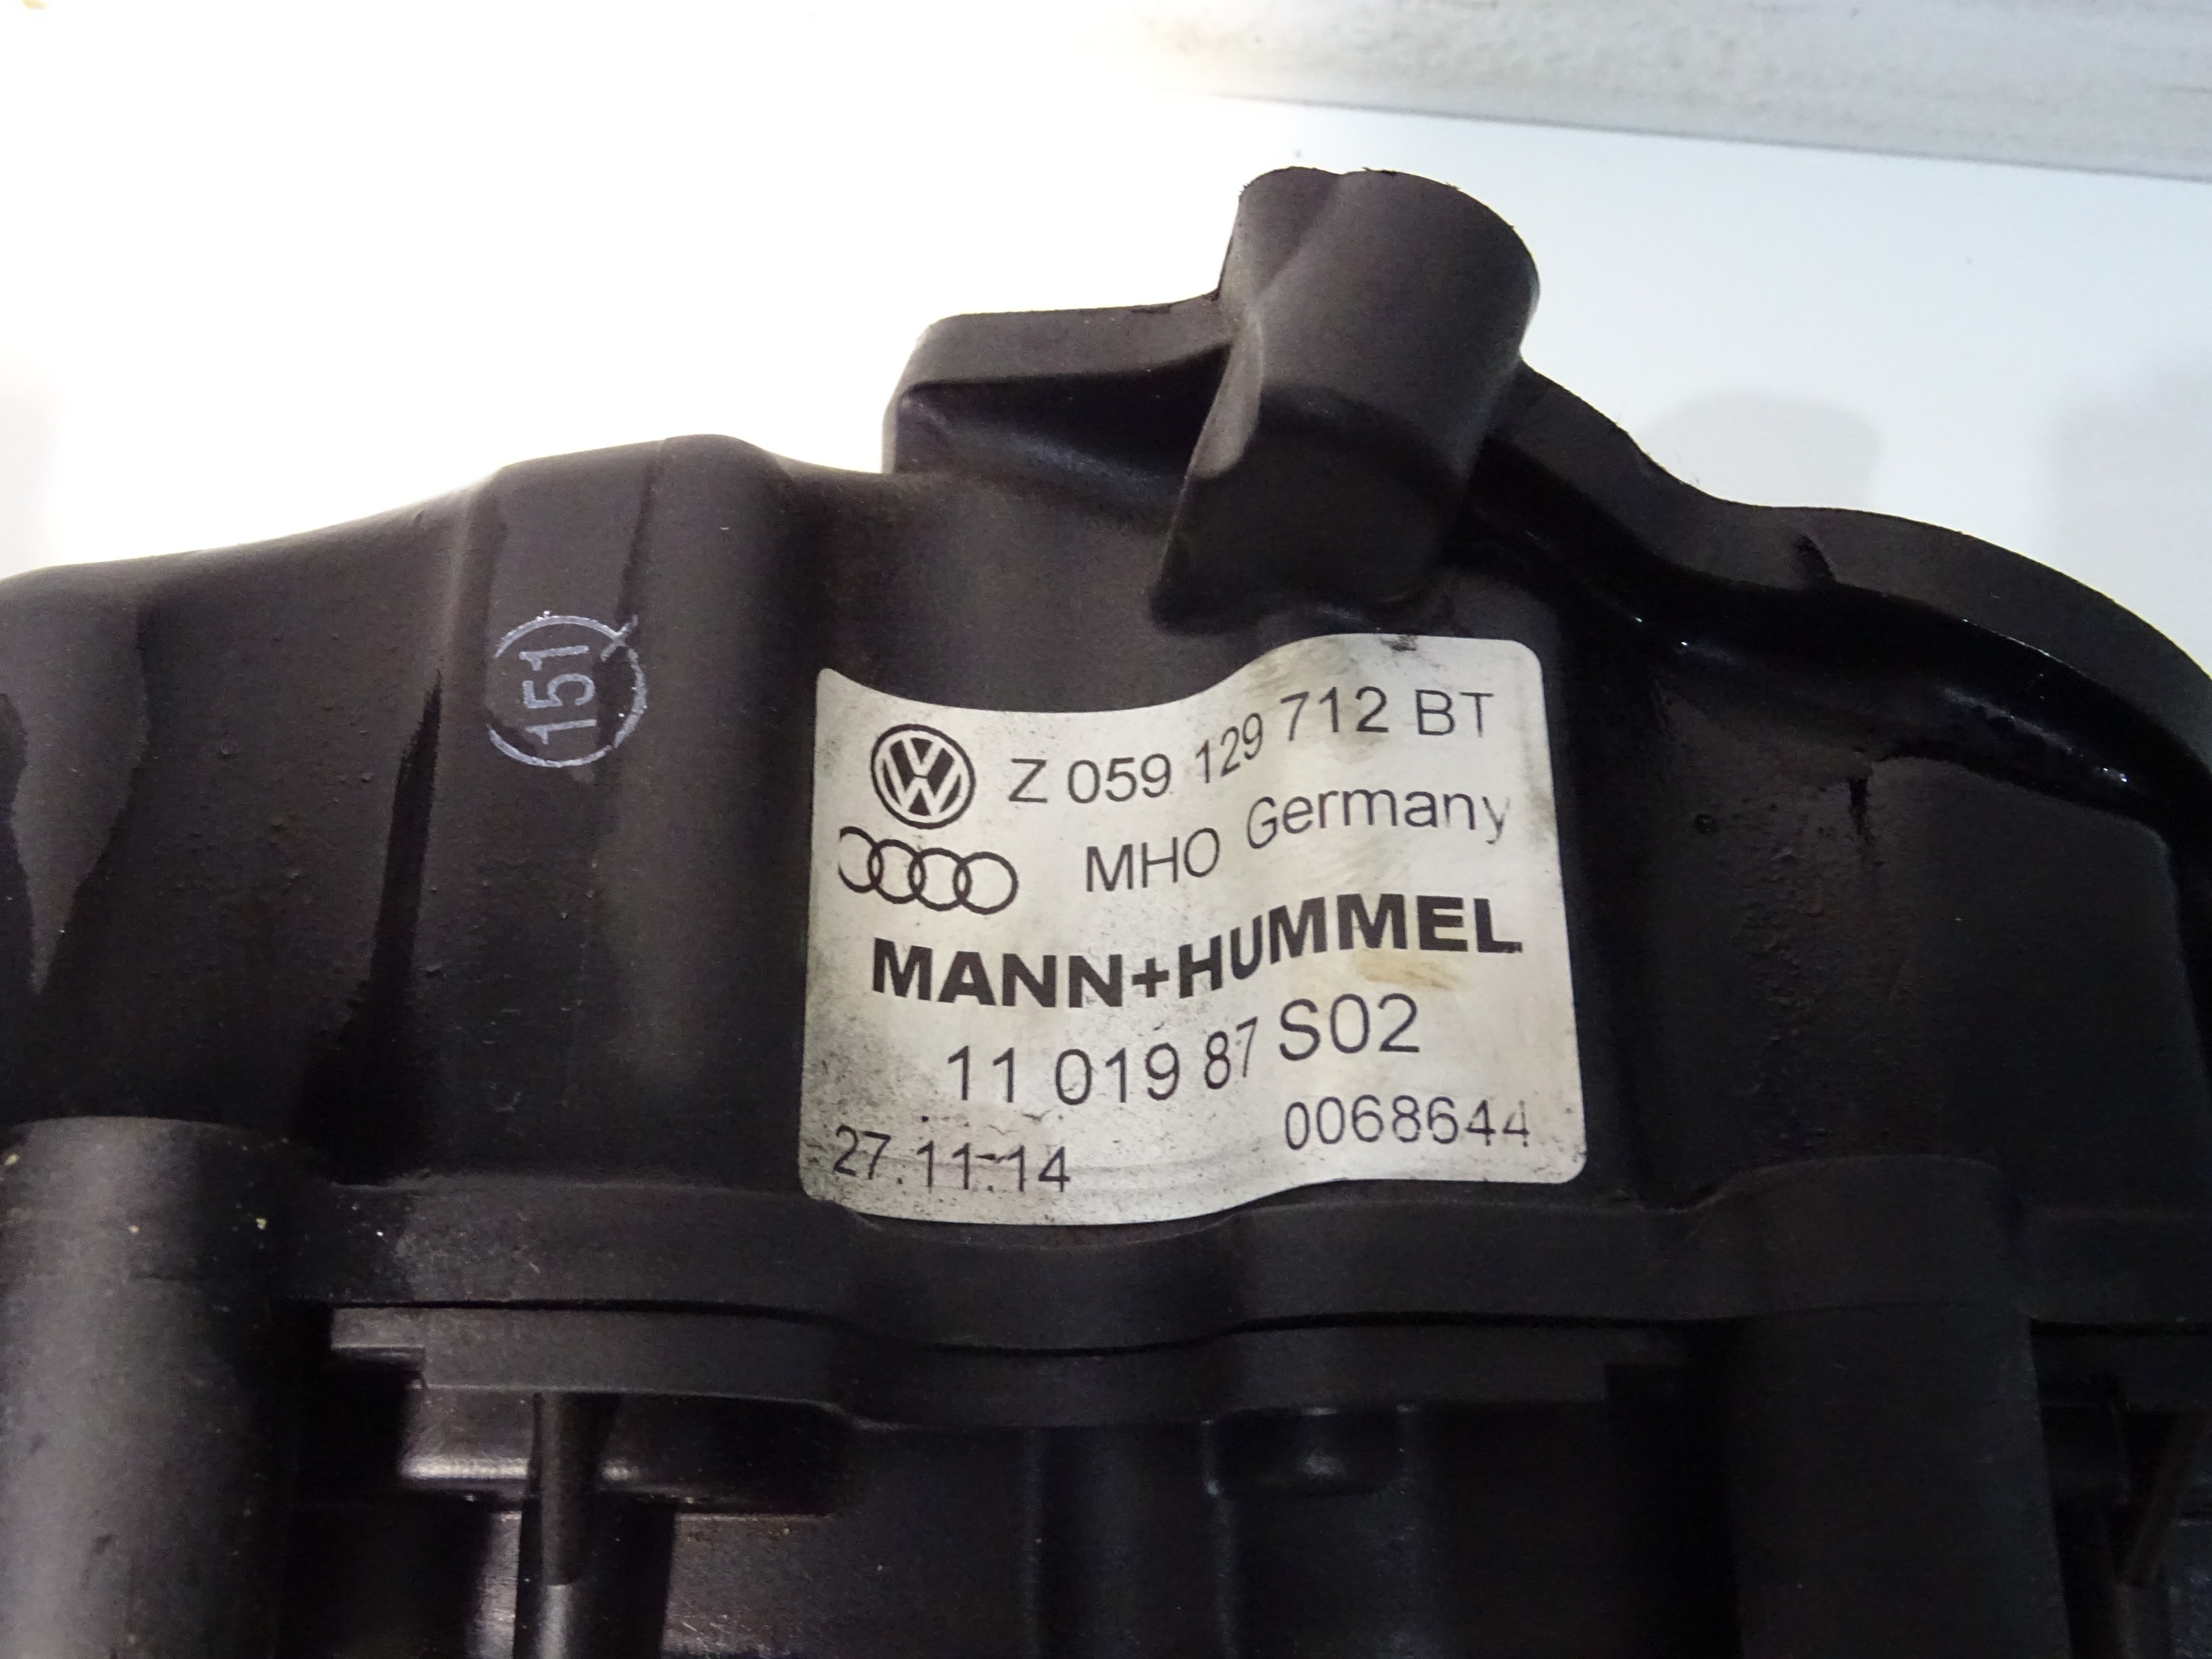 151
Z 059 129 712 BT
MHO Germany
MANN+HUMMEL
11 019 87 S02
27.11.14 0068644